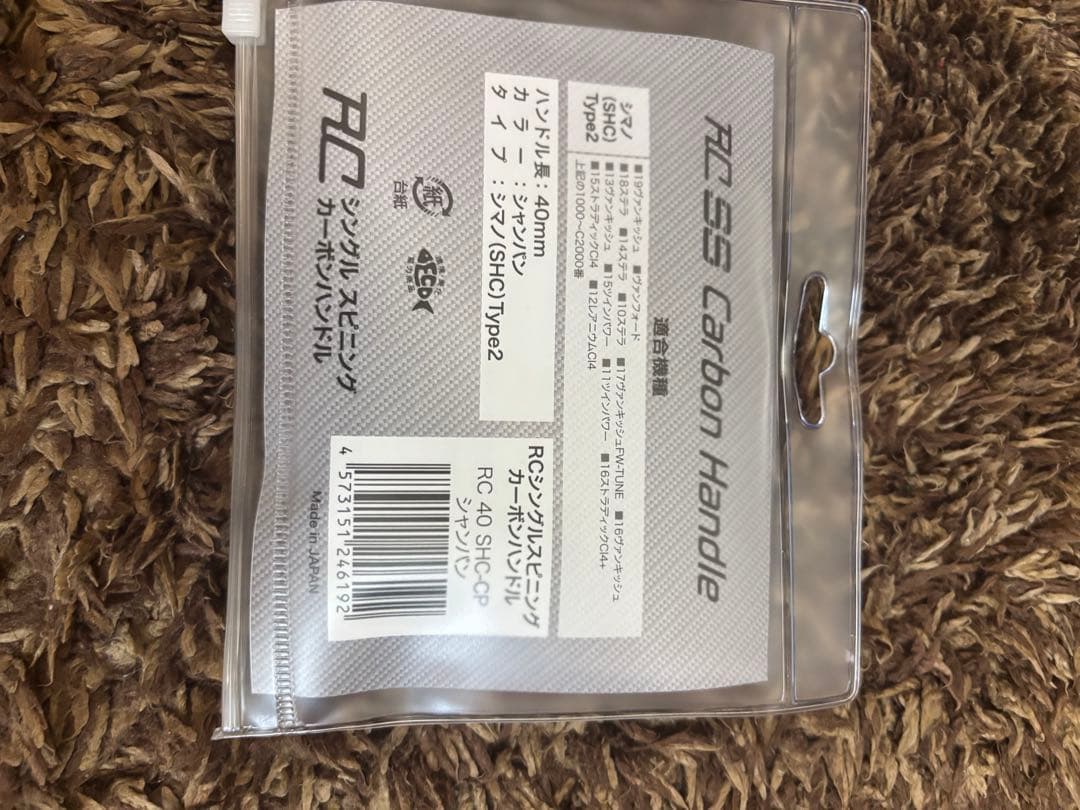 RC SS Carbon Handle
適合機種
シマノ
(SHC)
Type2
■19ヴァンキッシュ ■ヴァンフォード
■18ステラ ■14ステラ ■10ステラ ■17ヴァンキッシュFW-TUNE ■16ヴァンキッシュ
■13ヴァンキッシュ ■15ツインパワー ■11ツインパワー ■16ストラディックCI4+
■15ストラディックCI4 ■12レアニウムCI4
上記の1000~C2000番
ハンドル長:40mm
カラー:シャンパン
タイプ:シマノ(SHC)Type2
紙
台紙
RCシングルスピニング
カーボンハンドル
RC 40 SHC-CP
シャンパン
4 573151 246192
RC シングルスピニング
カーボンハンドル
Made in JAPAN